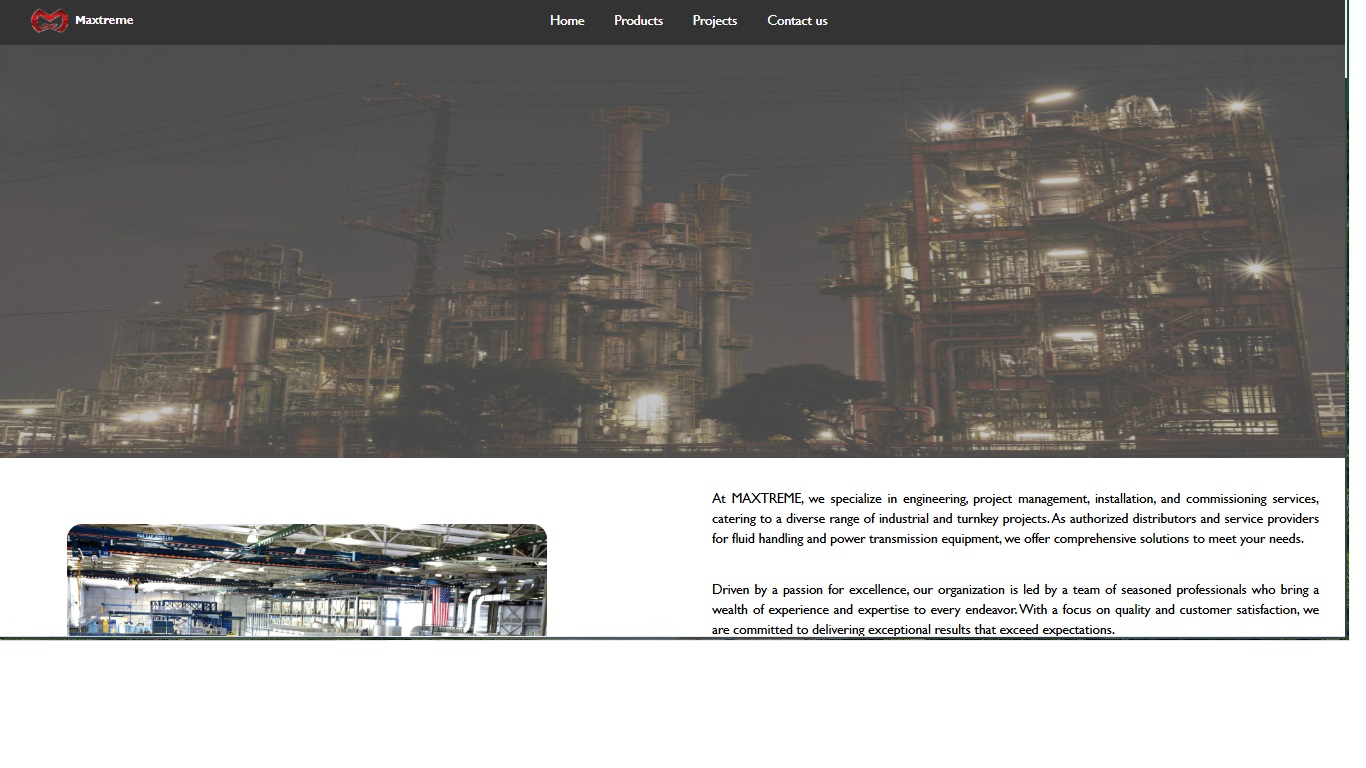 Maxtreme
Home
Products
Projects
Contact us
At MAXTREME, we specialize in engineering, project management, installation, and commissioning services,
catering to a diverse range of industrial and turnkey projects. As authorized distributors and service providers
for fluid handling and power transmission equipment, we offer comprehensive solutions to meet your needs.
Driven by a passion for excellence, our organization is led by a team of seasoned professionals who bring a
wealth of experience and expertise to every endeavor. With a focus on quality and customer satisfaction, we
are committed to delivering exceptional results that exceed expectations.